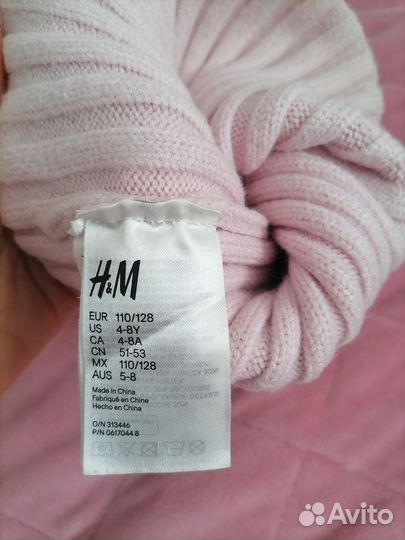 H&M
EUR 110/128
US 4-8Y
CA 4-8A
CN 51-53
MX 110/128
AUS 5-8
Made in China
Fabriqué en Chine
Hecho en China
O/N 313446
P/N 0617044 8
Avito